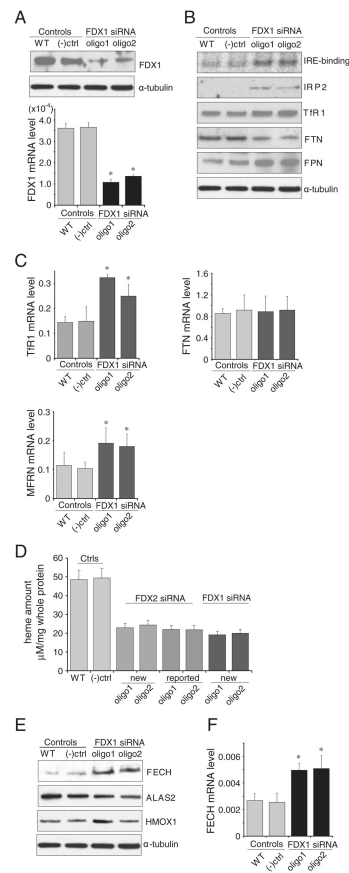 A
Controls FDX1 siRNA
WT (-)ctrl oligo1 oligo2
FDX1
α-tubulin
(x10⁻⁴)
FDX1 mRNA level
4.0
3.5
3.0
2.5
2.0
1.5
1.0
0.5
0.0
* *
Controls FDX1 siRNA
WT (-)ctrl oligo1 oligo2
B
Controls FDX1 siRNA
WT (-)ctrl oligo1 oligo2
IRE-binding
IRP2
TfR1
FTN
FPN
α-tubulin
C
TfR1 mRNA level
0.3
0.2
0.1
0
* *
Controls FDX1 siRNA
WT (-)ctrl oligo1 oligo2
FTN mRNA level
1.6
1.2
0.8
0.4
0
Controls FDX1 siRNA
WT (-)ctrl oligo1 oligo2
MFRN mRNA level
0.3
0.2
0.1
0
* *
Controls FDX1 siRNA
WT (-)ctrl oligo1 oligo2
D
heme amount
μM/mg whole protein
60
50
40
30
20
10
0
Ctrls
FDX2 siRNA FDX1 siRNA
WT (-)ctrl oligo1 oligo2 oligo1 oligo2 oligo1 oligo2
new reported new
E
Controls FDX1 siRNA
WT (-)ctrl oligo1 oligo2
FECH
ALAS2
HMOX1
α-tubulin
F
FECH mRNA level
0.006
0.004
0.002
0.000
* *
Controls FDX1 siRNA
WT (-)ctrl oligo1 oligo2